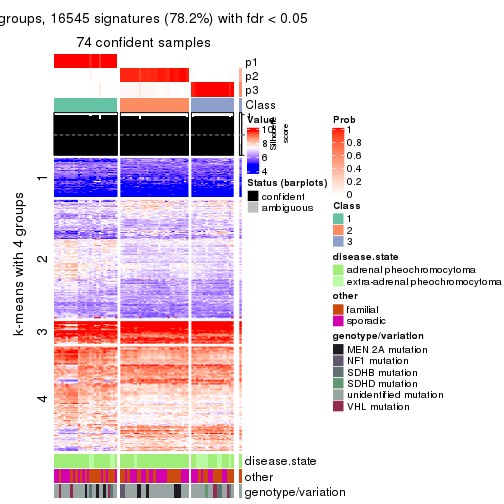 groups, 16545 signatures (78.2%) with fdr < 0.05
74 confident samples
p1
p2
p3
Class
k-means with 4 groups
1
2
3
4
Silhouette
score
Value
10
8
6
4
Status (barplots)
confident
ambiguous
Prob
1
0.8
0.6
0.4
0.2
0
Class
1
2
3
disease.state
adrenal pheochromocytoma
extra-adrenal pheochromocytoma
other
familial
sporadic
genotype/variation
MEN 2A mutation
NF1 mutation
SDHB mutation
SDHD mutation
unidentified mutation
VHL mutation
disease.state
other
genotype/variation